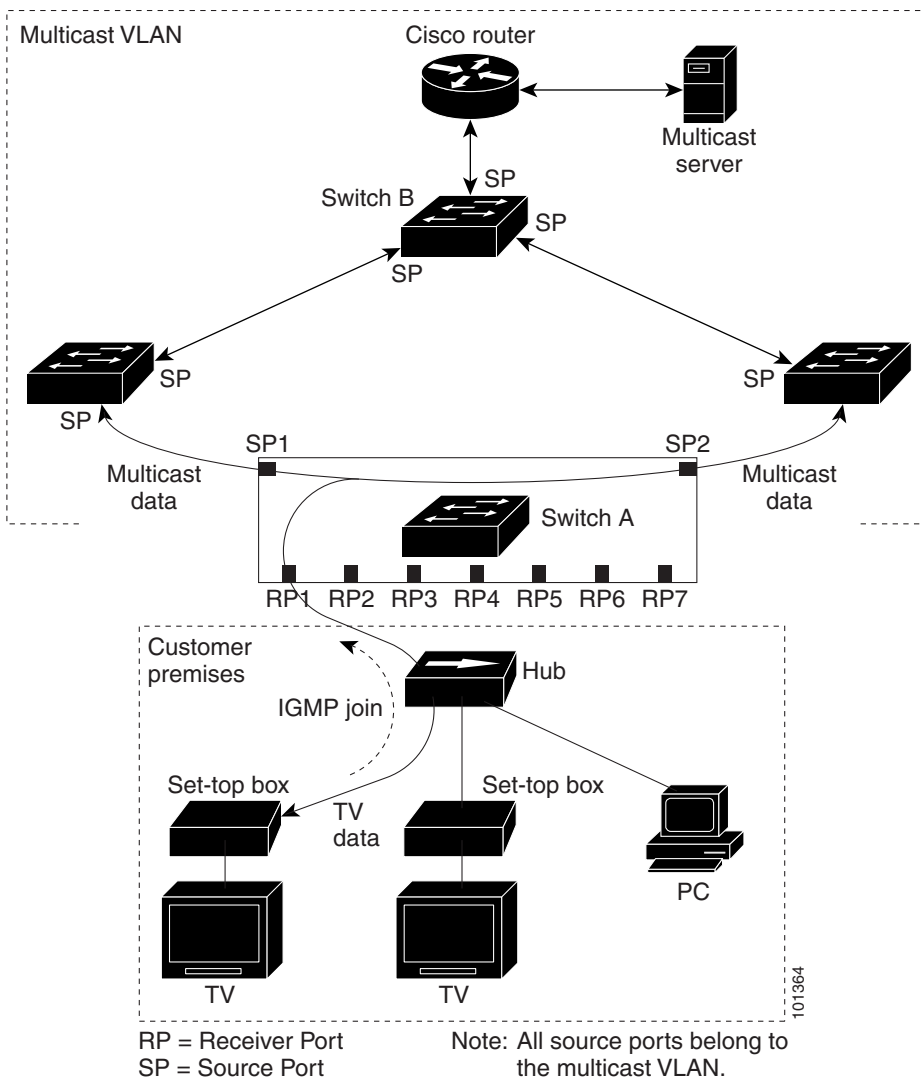 Multicast VLAN
Cisco router
Multicast
server
SP
Switch B
SP
SP
SP
SP
SP
SP1
SP2
Multicast
data
Multicast
data
Switch A
RP1
RP2
RP3
RP4
RP5
RP6
RP7
Customer
premises
Hub
IGMP join
Set-top box
Set-top box
TV
data
PC
TV
TV
101364
RP = Receiver Port
SP = Source Port
Note: All source ports belong to
the multicast VLAN.